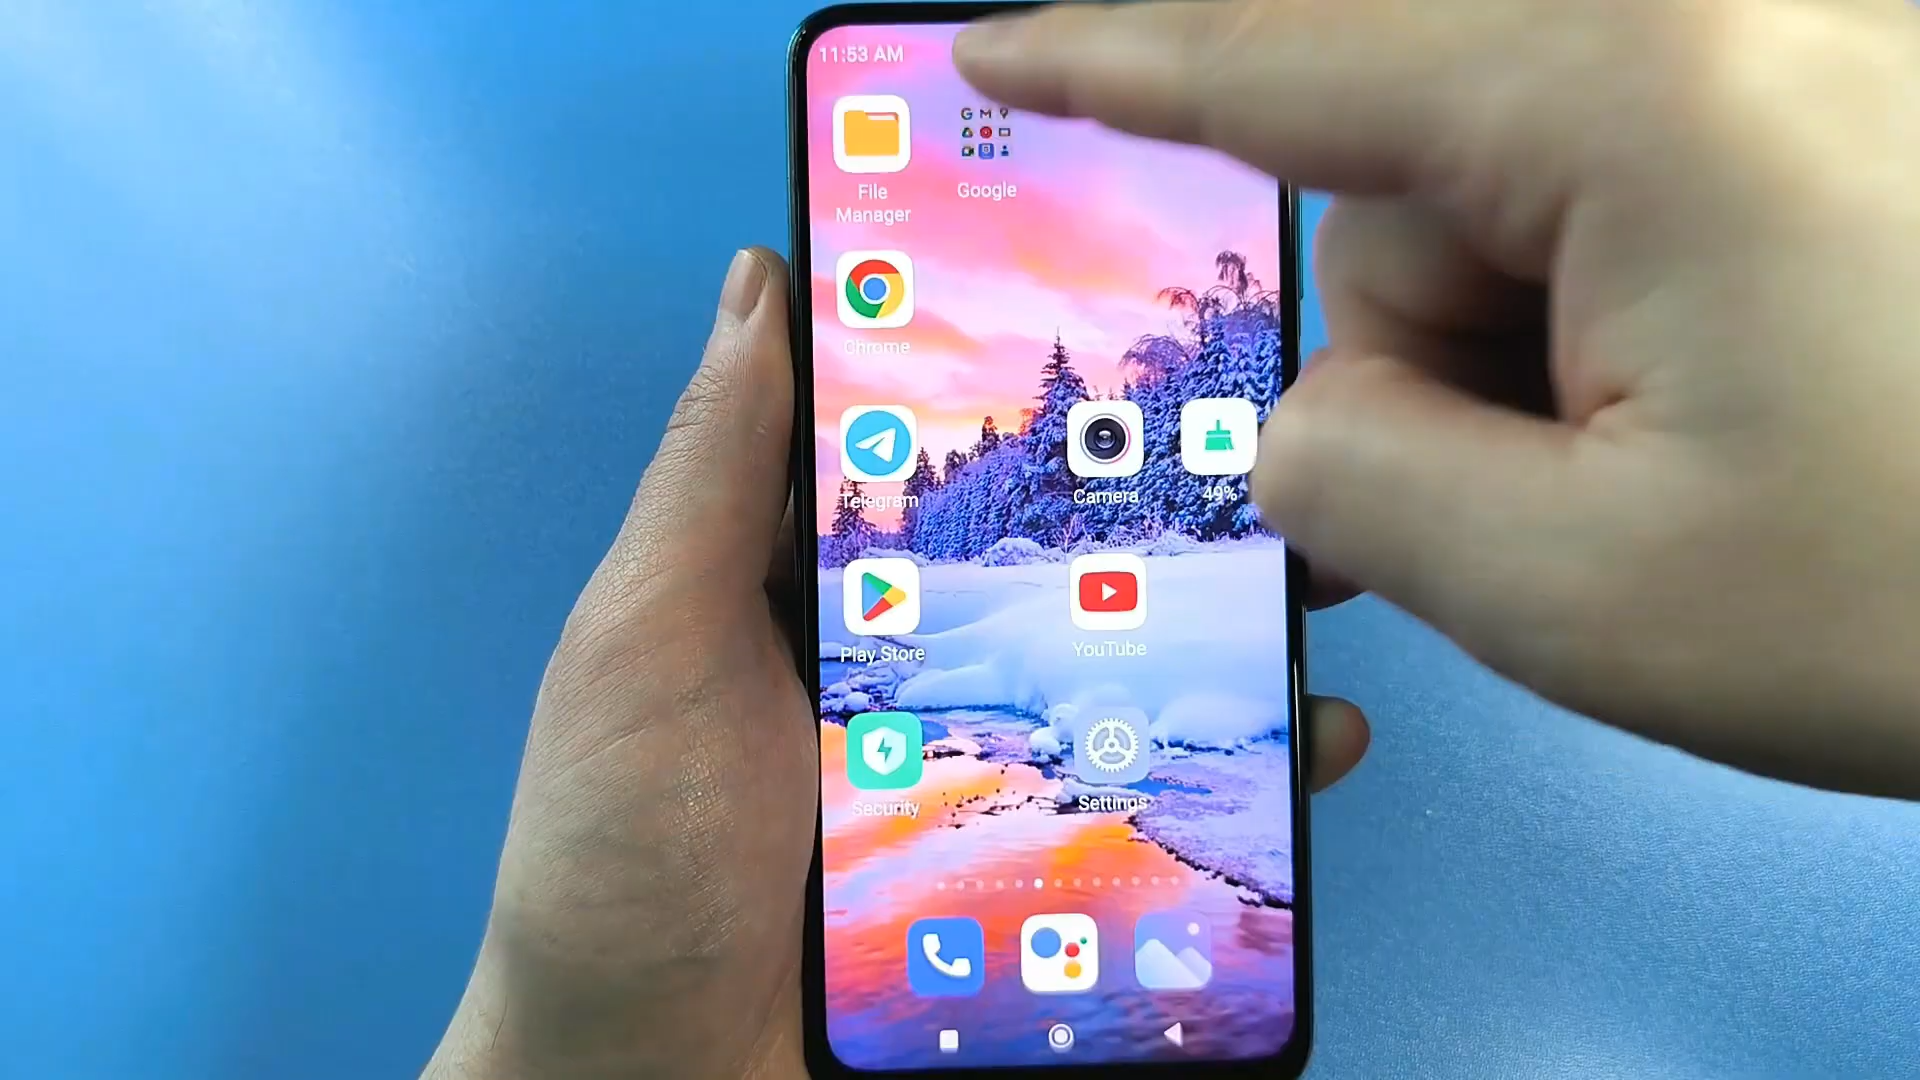 11:53 AM
File
Manager
Google
Chrome
Telegram
Camera
49%
Play Store
YouTube
Security
Settings